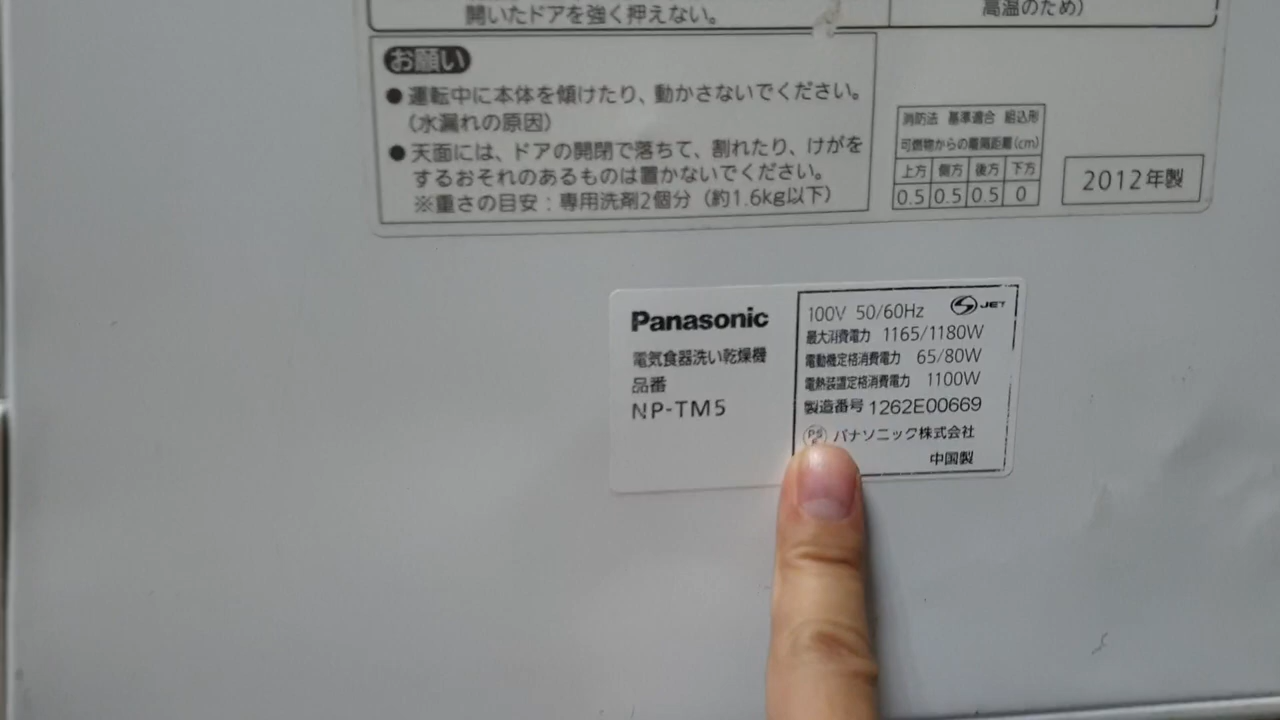 開いたドアを強く押えない。
高温のため)
お願い
●運転中に本体を傾けたり、動かさないでください。
(水漏れの原因)
●天面には、ドアの開閉で落ちて、割れたり、けがを
するおそれのあるものは置かないでください。
※重さの目安:専用洗剤2個分(約1.6kg以下)
消防法 基準適合 組込形
可燃物からの離隔距離(cm)
上方 側方 後方 下方
0.5 0.5 0.5 0
2012年製
Panasonic
電気食器洗い乾燥機
品番
NP-TM5
100V 50/60Hz JET
最大消費電力 1165/1180W
電動機定格消費電力 65/80W
電熱装置定格消費電力 1100W
製造番号 1262E00669
PS E パナソニック株式会社
中国製